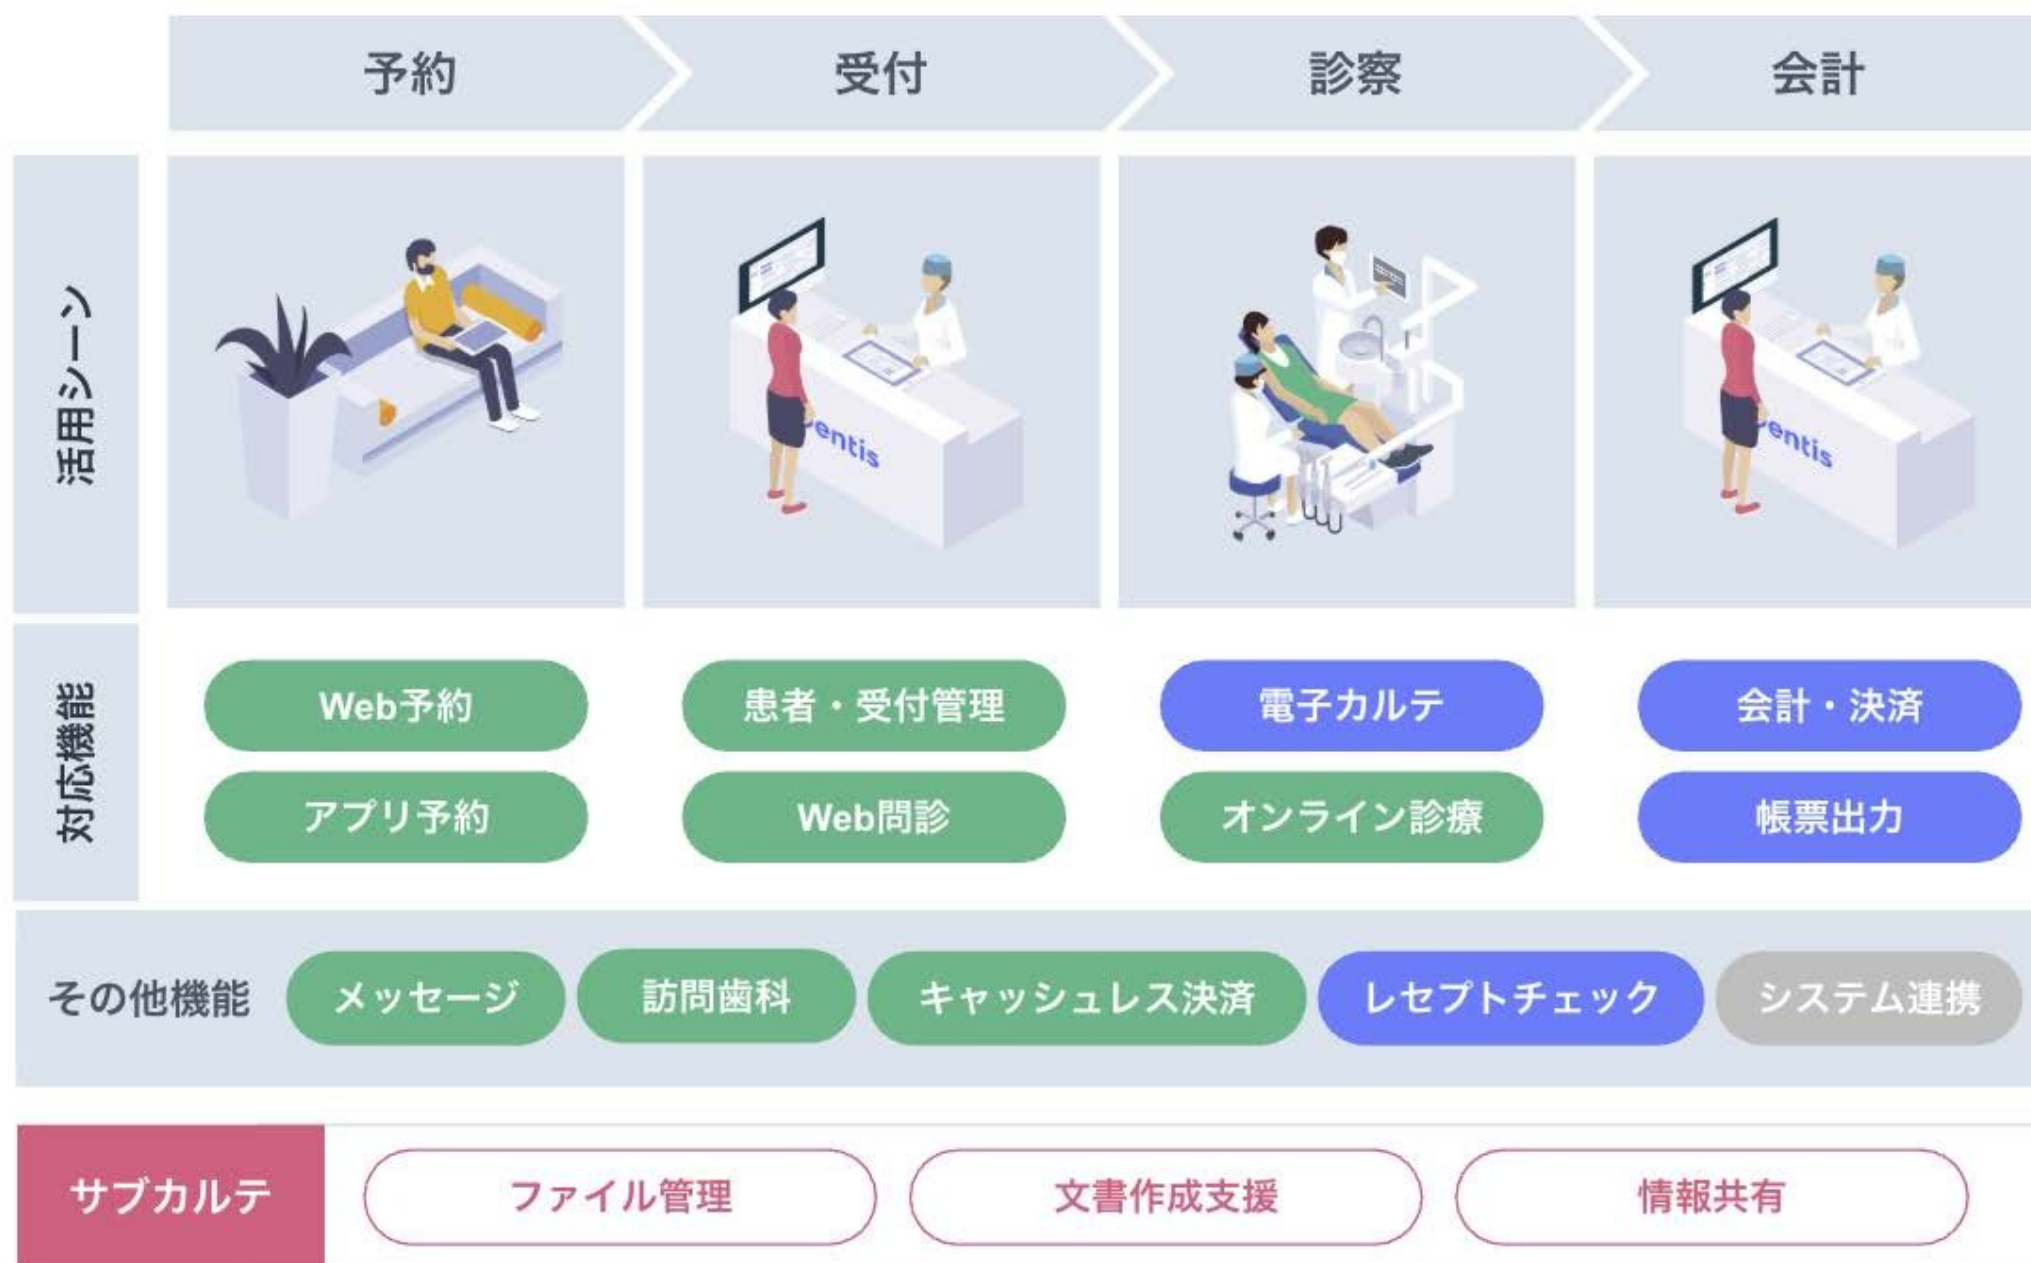 予約
受付
診察
会計
活用シーン
entis
entis
対応機能
Web予約
患者・受付管理
電子カルテ
会計・決済
アプリ予約
Web問診
オンライン診療
帳票出力
その他機能
メッセージ
訪問歯科
キャッシュレス決済
レセプトチェック
システム連携
サブカルテ
ファイル管理
文書作成支援
情報共有